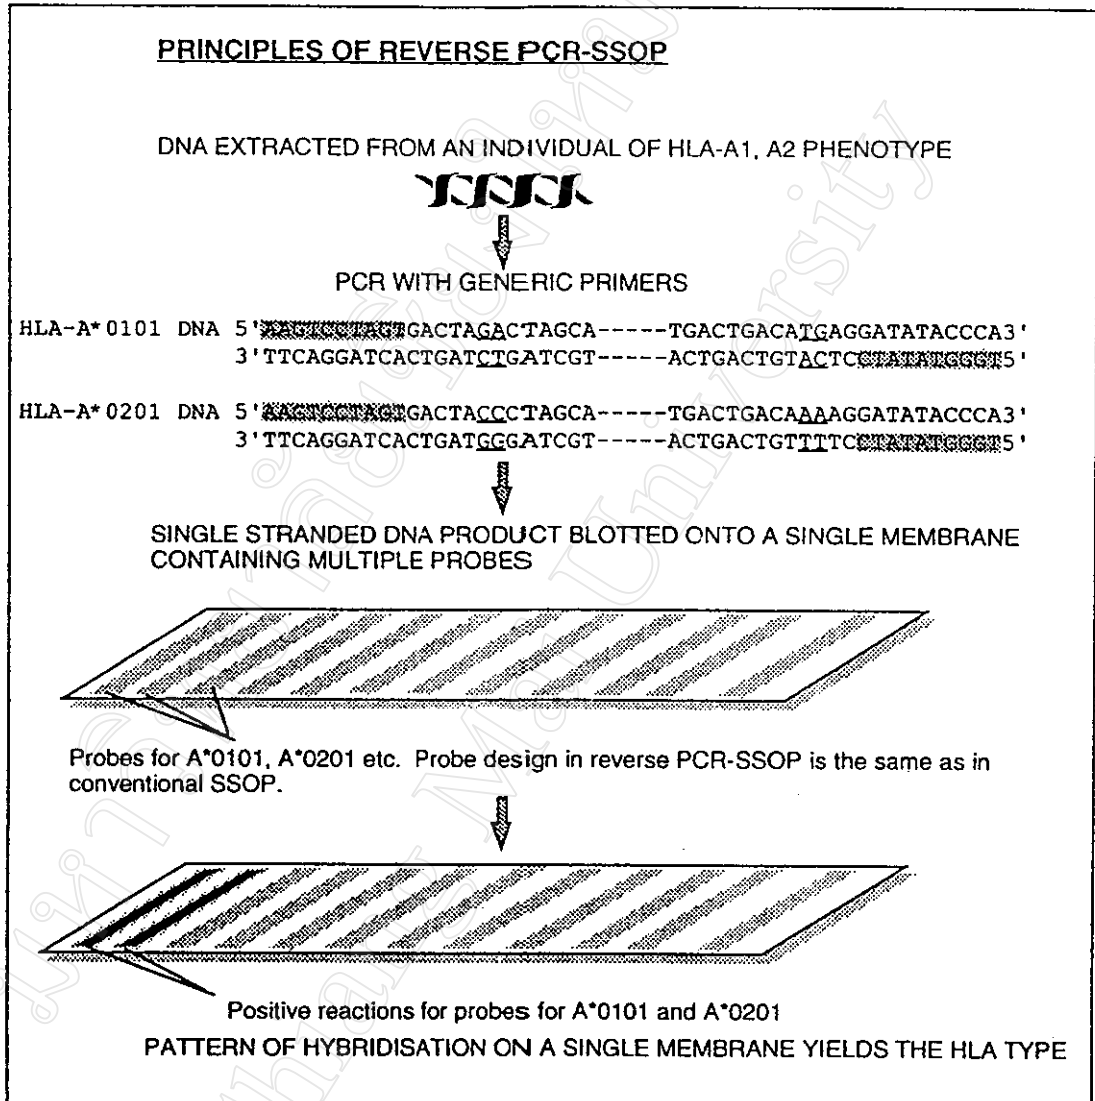 PRINCIPLES OF REVERSE PCR-SSOP
DNA EXTRACTED FROM AN INDIVIDUAL OF HLA-A1, A2 PHENOTYPE
PCR WITH GENERIC PRIMERS
HLA-A*0101 DNA 5'AAGTCCTAGTGACTAGACTAGCA-----TGACTGACATGAGGATATACCCA3'
3'TTCAGGATCACTGATCTGATCGT-----ACTGACTGTACTCCTATATGGGT5'
HLA-A*0201 DNA 5'AAGTCCTAGTGACTACCCTAGCA-----TGACTGACAAAAGGATATACCCA3'
3'TTCAGGATCACTGATGGGATCGT-----ACTGACTGTTTTCCTATATGGGT5'
SINGLE STRANDED DNA PRODUCT BLOTTED ONTO A SINGLE MEMBRANE
CONTAINING MULTIPLE PROBES
Probes for A*0101, A*0201 etc. Probe design in reverse PCR-SSOP is the same as in
conventional SSOP.
Positive reactions for probes for A*0101 and A*0201
PATTERN OF HYBRIDISATION ON A SINGLE MEMBRANE YIELDS THE HLA TYPE